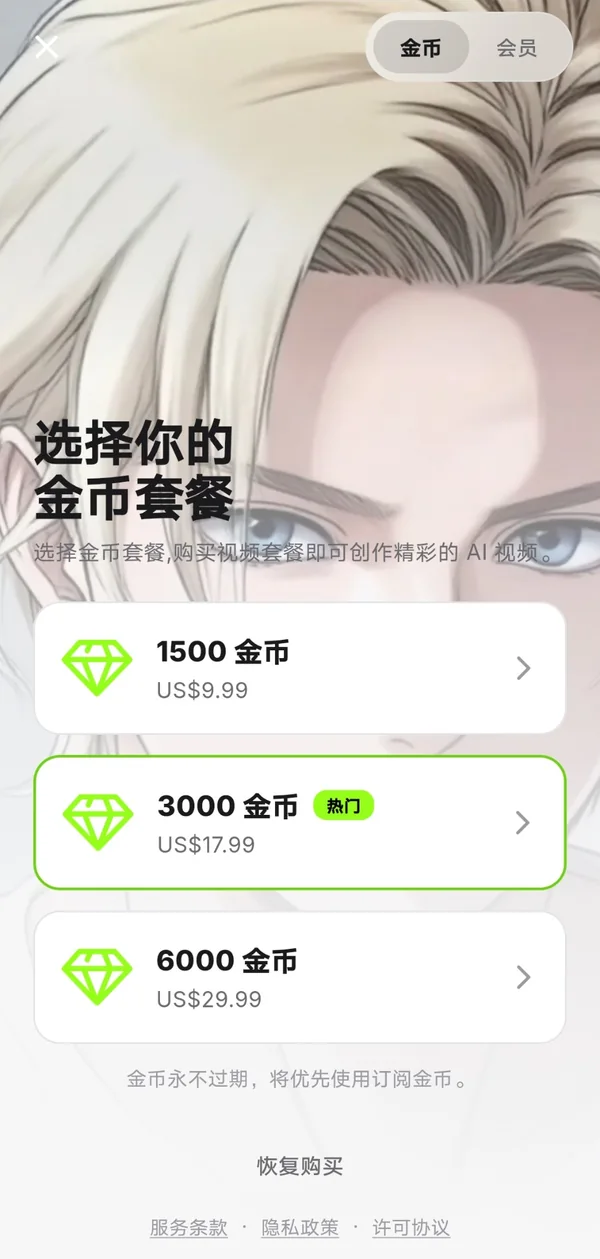 金币 会员
选择你的
金币套餐
选择金币套餐,购买视频套餐即可创作精彩的 AI 视频。
1500 金币
US$9.99
3000 金币 热门
US$17.99
6000 金币
US$29.99
金币永不过期，将优先使用订阅金币。
恢复购买
服务条款 · 隐私政策 · 许可协议